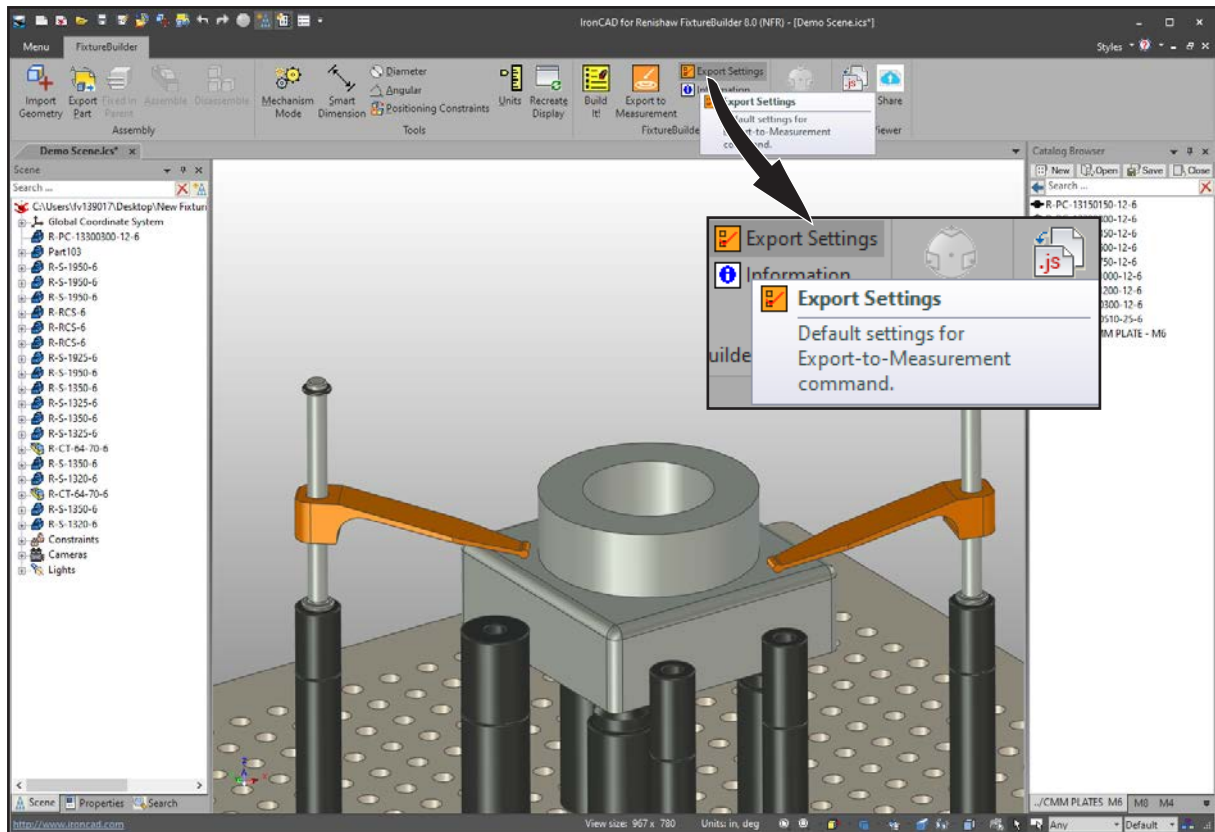 IronCAD for Renishaw FixtureBuilder 8.0 (NFR) - [Demo Scene.ics*]
Menu FixtureBuilder
Styles
Import Geometry
Export Part
Fixed in Parent
Assemble
Disassemble
Assembly
Mechanism Mode
Smart Dimension
Diameter
Angular
Positioning Constraints
Units
Recreate Display
Tools
Build It!
Export to Measurement
Export Settings
Information
Share
Export Settings
Default settings for
Export-to-Measurement
command.
Demo Scene.ics*
Scene
Search ...
C:\Users\fv139017\Desktop\New Fixtur
Global Coordinate System
R-PC-13300300-12-6
Part103
R-S-1950-6
R-S-1950-6
R-S-1950-6
R-RCS-6
R-RCS-6
R-RCS-6
R-S-1925-6
R-S-1950-6
R-S-1350-6
R-S-1325-6
R-S-1350-6
R-S-1325-6
R-CT-64-70-6
R-S-1350-6
R-S-1320-6
R-CT-64-70-6
R-S-1350-6
R-S-1320-6
Constraints
Cameras
Lights
Scene Properties Search
http://www.ironcad.com
Export Settings
Information
.js
Export Settings
Default settings for
Export-to-Measurement
command.
Catalog Browser
New Open Save Close
Search ...
R-PC-13150150-12-6
../CMM PLATES M6 M8 M4
View size: 967 x 780 Units: in, deg
Any Default